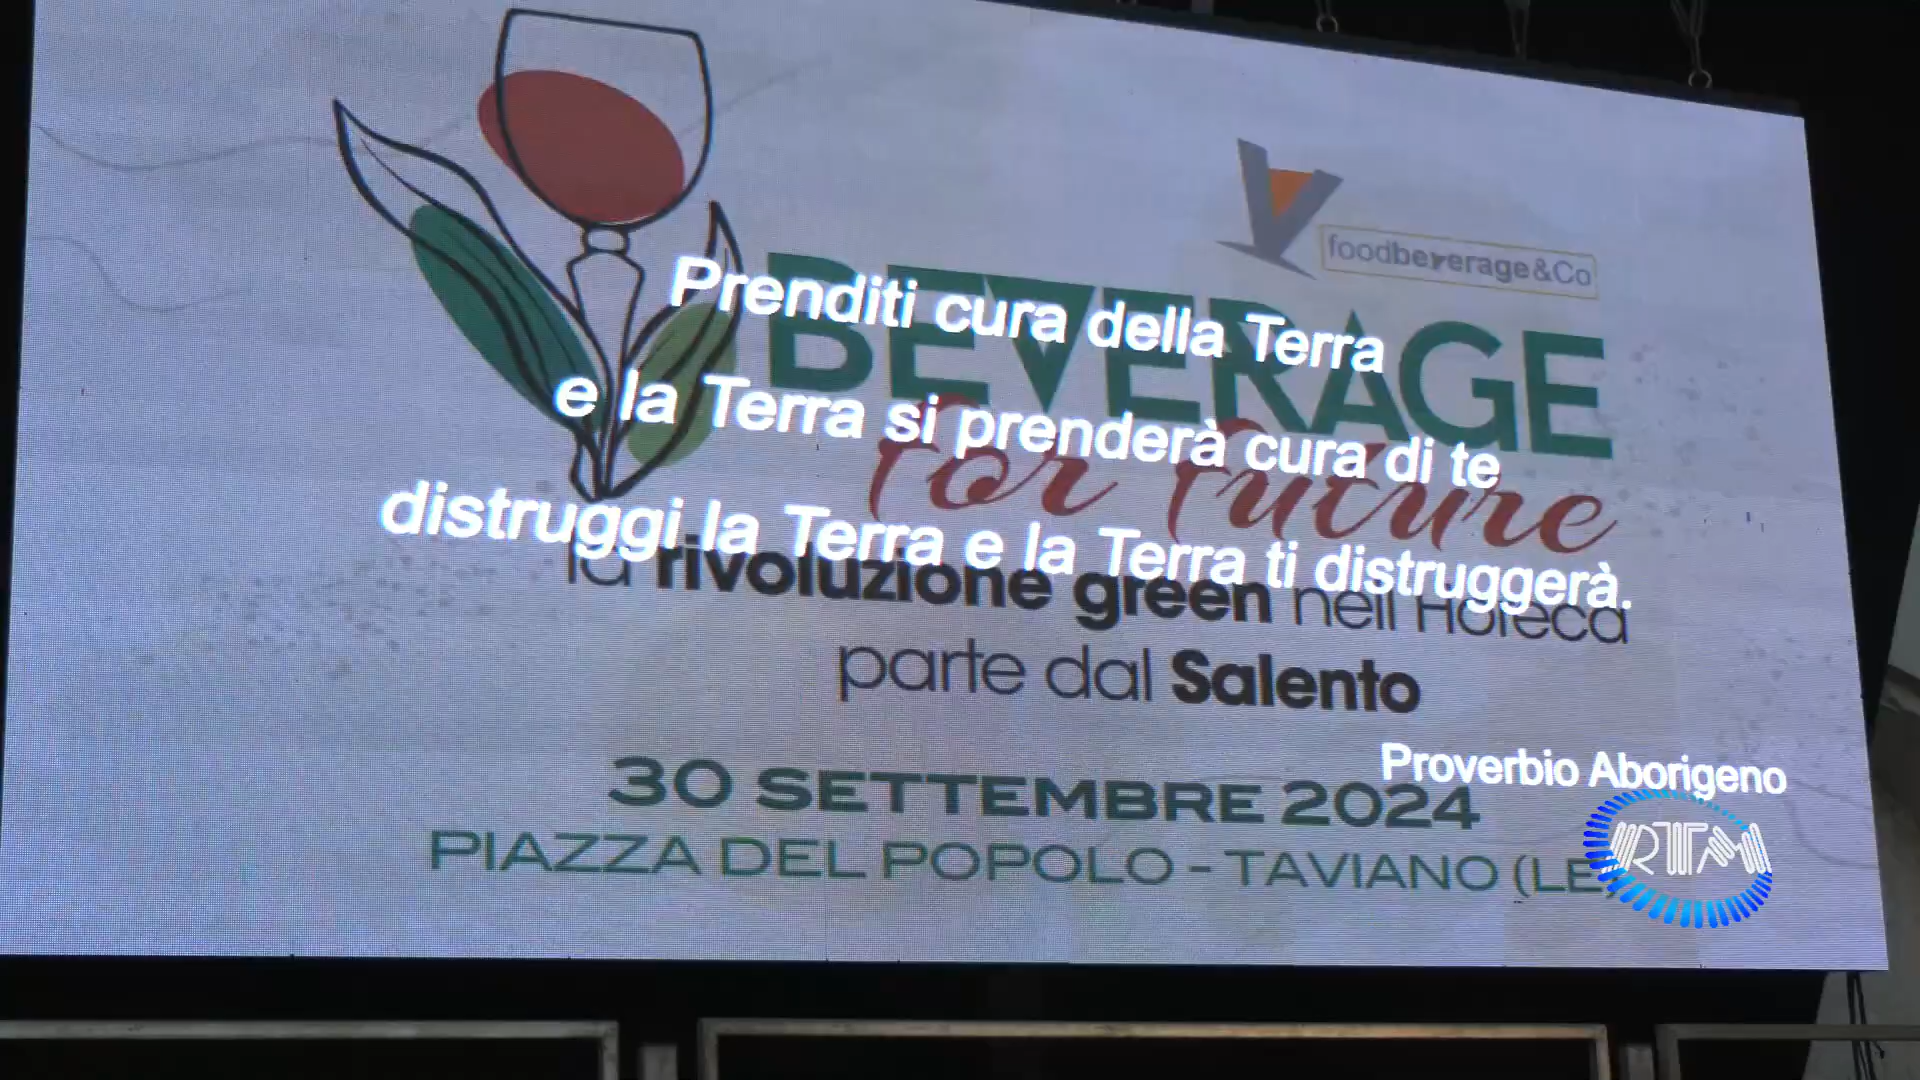 foodbeverage&Co
BEVERAGE
for future
Prenditi cura della Terra
e la Terra si prenderà cura di te
distruggi la Terra e la Terra ti distruggerà.
la rivoluzione green nell'Horeca
parte dal Salento
Proverbio Aborigeno
30 SETTEMBRE 2024
PIAZZA DEL POPOLO - TAVIANO (LE)
RTM